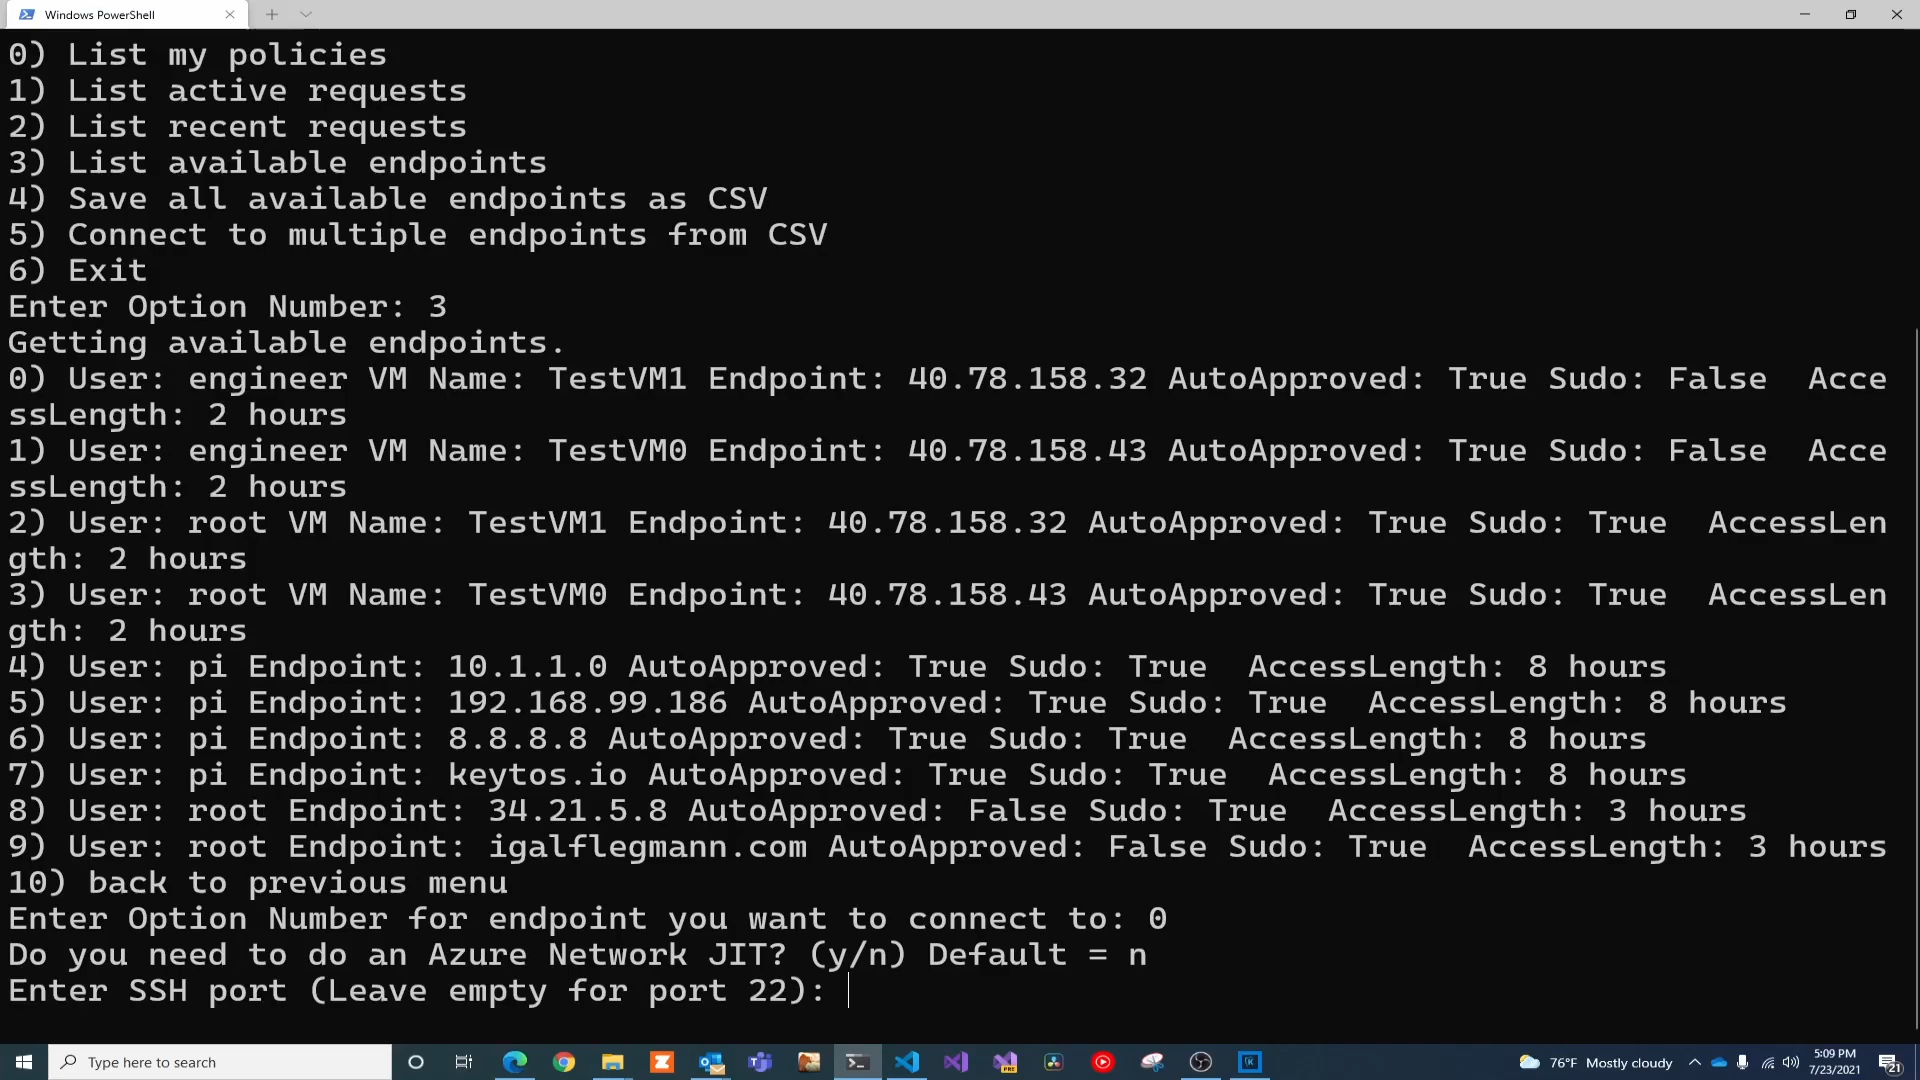 Windows PowerShell
0) List my policies
1) List active requests
2) List recent requests
3) List available endpoints
4) Save all available endpoints as CSV
5) Connect to multiple endpoints from CSV
6) Exit
Enter Option Number: 3
Getting available endpoints.
0) User: engineer VM Name: TestVM1 Endpoint: 40.78.158.32 AutoApproved: True Sudo: False  Acce
ssLength: 2 hours
1) User: engineer VM Name: TestVM0 Endpoint: 40.78.158.43 AutoApproved: True Sudo: False  Acce
ssLength: 2 hours
2) User: root VM Name: TestVM1 Endpoint: 40.78.158.32 AutoApproved: True Sudo: True  AccessLen
gth: 2 hours
3) User: root VM Name: TestVM0 Endpoint: 40.78.158.43 AutoApproved: True Sudo: True  AccessLen
gth: 2 hours
4) User: pi Endpoint: 10.1.1.0 AutoApproved: True Sudo: True  AccessLength: 8 hours
5) User: pi Endpoint: 192.168.99.186 AutoApproved: True Sudo: True  AccessLength: 8 hours
6) User: pi Endpoint: 8.8.8.8 AutoApproved: True Sudo: True  AccessLength: 8 hours
7) User: pi Endpoint: keytos.io AutoApproved: True Sudo: True  AccessLength: 8 hours
8) User: root Endpoint: 34.21.5.8 AutoApproved: False Sudo: True  AccessLength: 3 hours
9) User: root Endpoint: igalflegmann.com AutoApproved: False Sudo: True  AccessLength: 3 hours
10) back to previous menu
Enter Option Number for endpoint you want to connect to: 0
Do you need to do an Azure Network JIT? (y/n) Default = n
Enter SSH port (Leave empty for port 22):
Type here to search
76°F Mostly cloudy
5:09 PM
7/23/2021
21